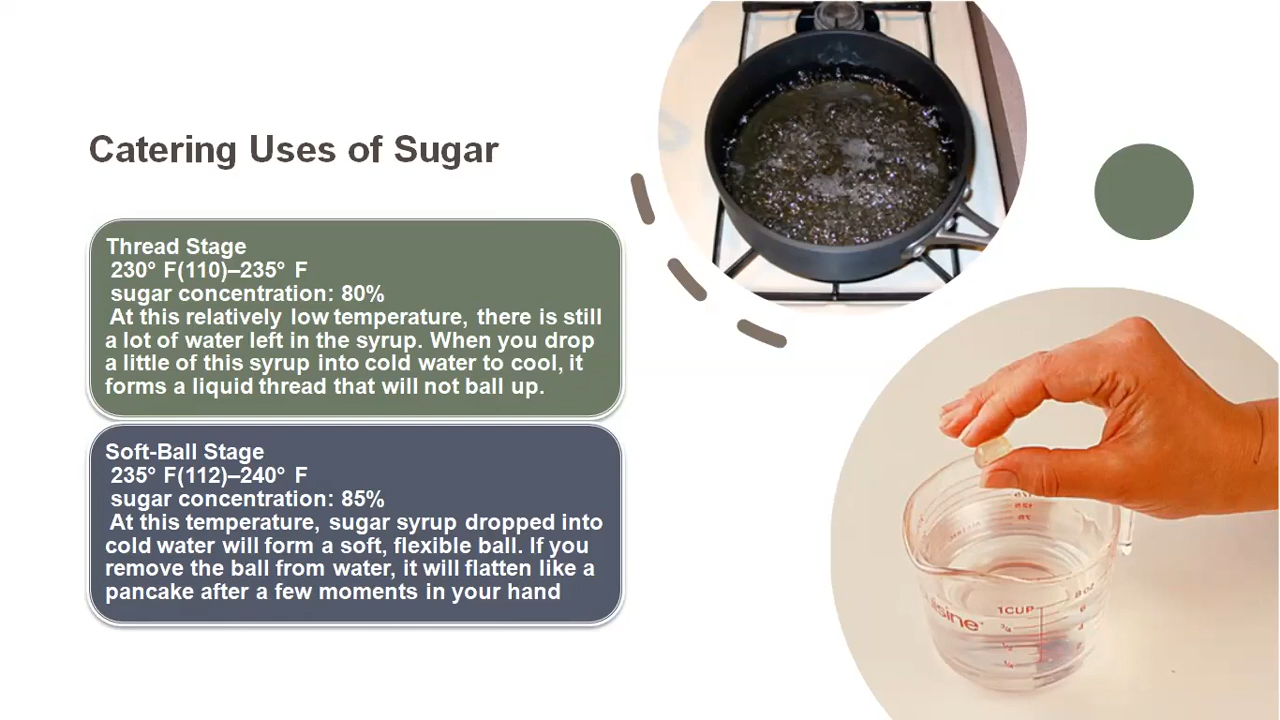 Catering Uses of Sugar
Thread Stage
230° F(110)–235° F
sugar concentration: 80%
At this relatively low temperature, there is still
a lot of water left in the syrup. When you drop
a little of this syrup into cold water to cool, it
forms a liquid thread that will not ball up.
Soft-Ball Stage
235° F(112)–240° F
sugar concentration: 85%
At this temperature, sugar syrup dropped into
cold water will form a soft, flexible ball. If you
remove the ball from water, it will flatten like a
pancake after a few moments in your hand
1CUP
8 OZ